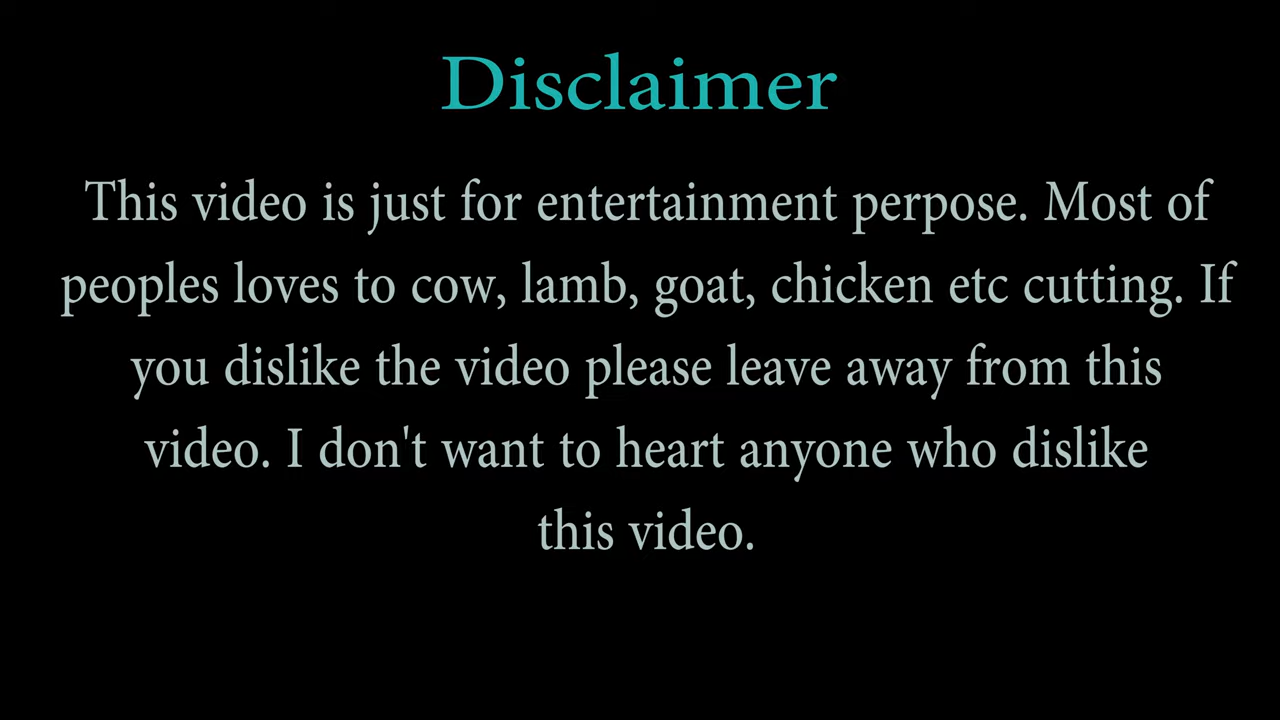 Disclaimer
This video is just for entertainment perpose. Most of
peoples loves to cow, lamb, goat, chicken etc cutting. If
you dislike the video please leave away from this
video. I don't want to heart anyone who dislike
this video.